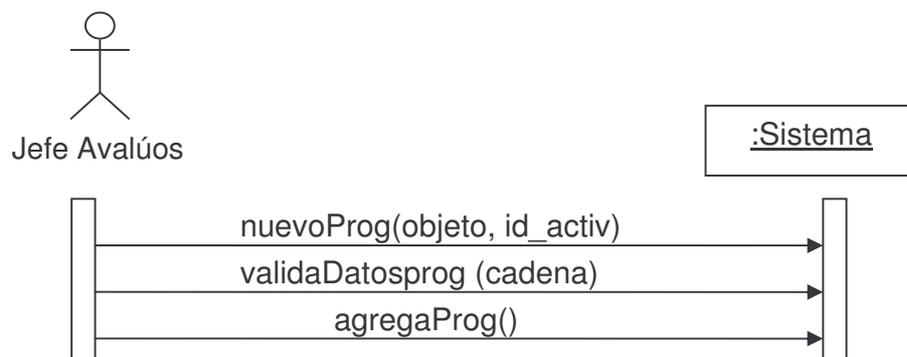 Jefe Avalúos
:Sistema
nuevoProg(objeto, id_activ)
validaDatosprog (cadena)
agregaProg()